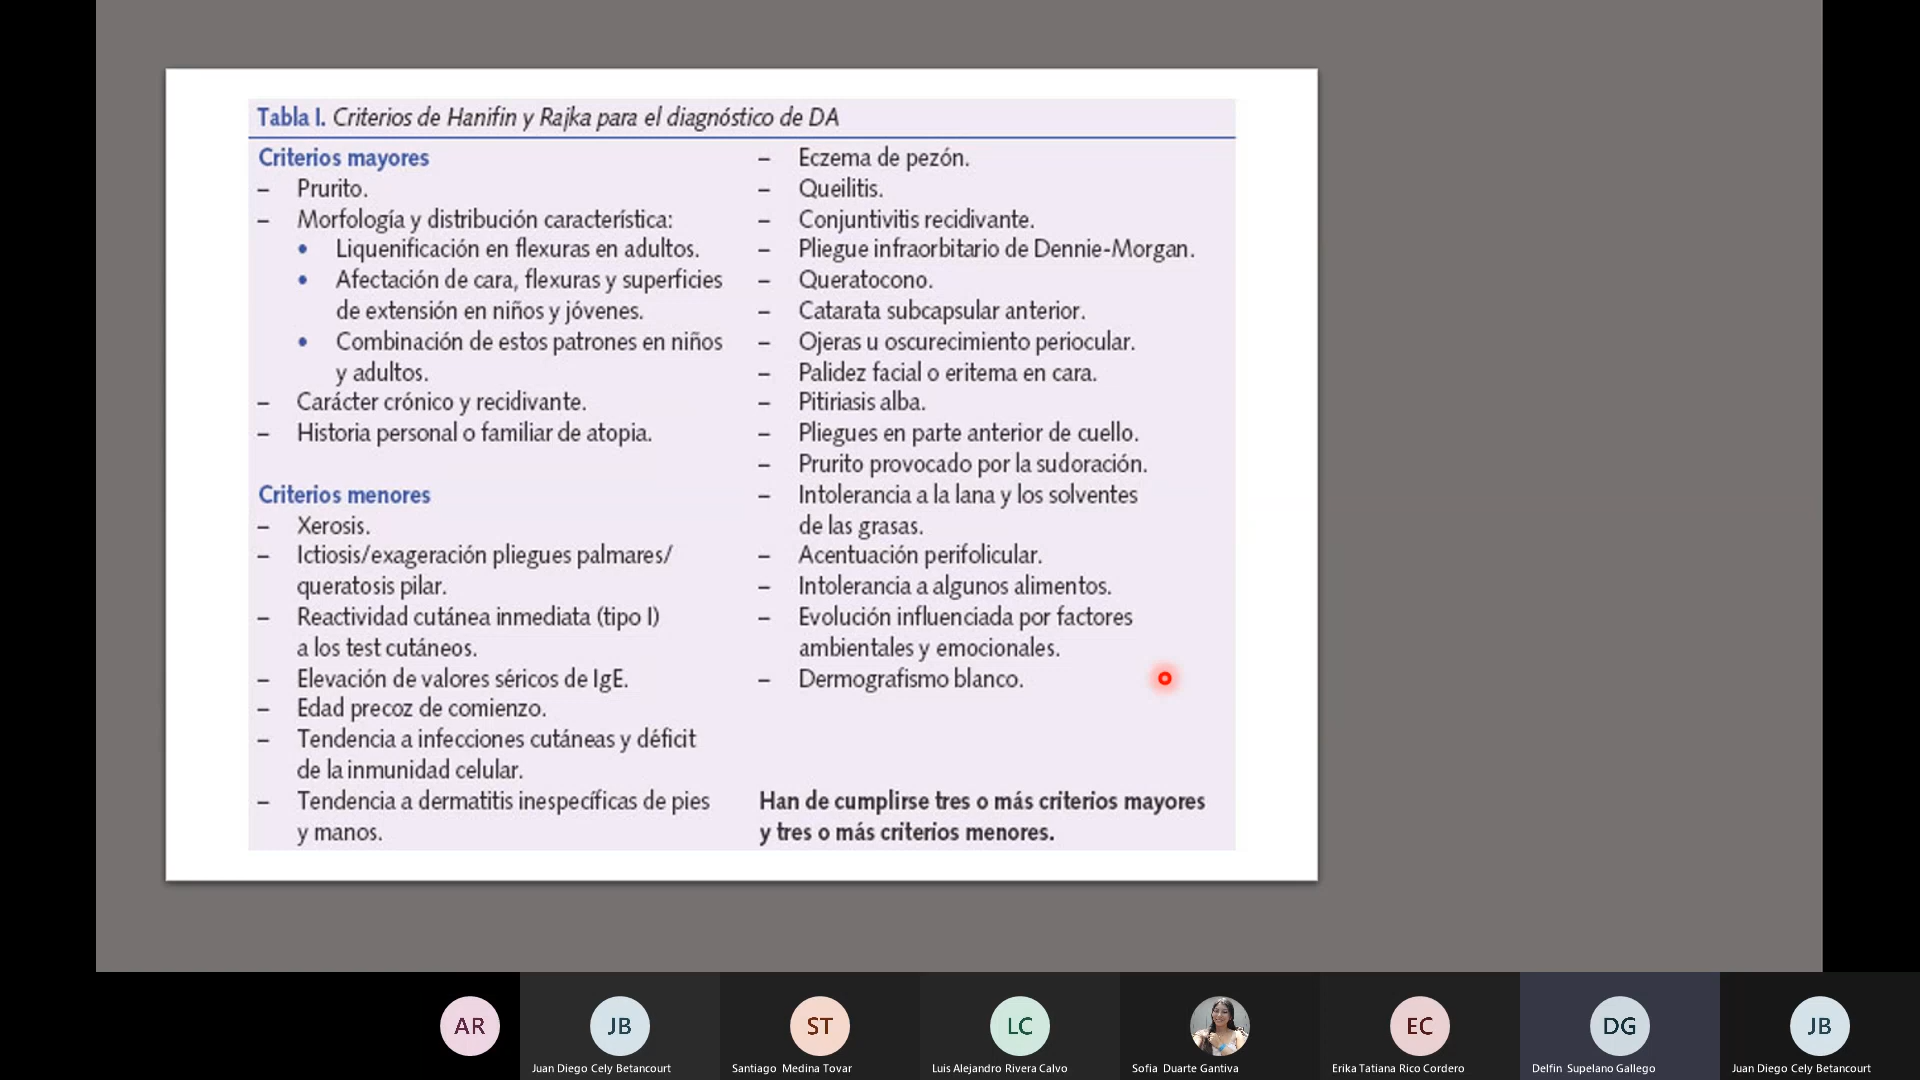 Tabla I. Criterios de Hanifin y Rajka para el diagnóstico de DA
Criterios mayores
– Prurito.
– Morfología y distribución característica:
• Liquenificación en flexuras en adultos.
• Afectación de cara, flexuras y superficies
de extensión en niños y jóvenes.
• Combinación de estos patrones en niños
y adultos.
– Carácter crónico y recidivante.
– Historia personal o familiar de atopia.
Criterios menores
– Xerosis.
– Ictiosis/exageración pliegues palmares/
queratosis pilar.
– Reactividad cutánea inmediata (tipo I)
a los test cutáneos.
– Elevación de valores séricos de IgE.
– Edad precoz de comienzo.
– Tendencia a infecciones cutáneas y déficit
de la inmunidad celular.
– Tendencia a dermatitis inespecíficas de pies
y manos.
– Eczema de pezón.
– Queilitis.
– Conjuntivitis recidivante.
– Pliegue infraorbitario de Dennie-Morgan.
– Queratocono.
– Catarata subcapsular anterior.
– Ojeras u oscurecimiento periocular.
– Palidez facial o eritema en cara.
– Pitiriasis alba.
– Pliegues en parte anterior de cuello.
– Prurito provocado por la sudoración.
– Intolerancia a la lana y los solventes
de las grasas.
– Acentuación perifolicular.
– Intolerancia a algunos alimentos.
– Evolución influenciada por factores
ambientales y emocionales.
– Dermografismo blanco.
Han de cumplirse tres o más criterios mayores
y tres o más criterios menores.
AR
JB
ST
LC
EC
DG
JB
Juan Diego Cely Betancourt
Santiago Medina Tovar
Luis Alejandro Rivera Calvo
Sofia Duarte Gantiva
Erika Tatiana Rico Cordero
Delfin Supelano Gallego
Juan Diego Cely Betancourt